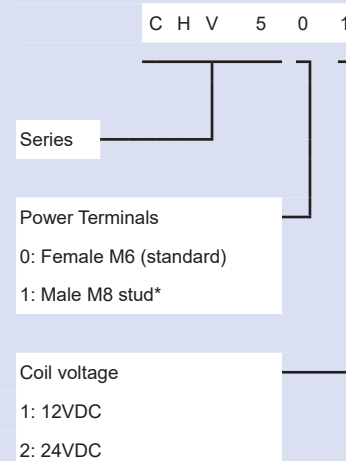 C H V 5 0 1
Series
Power Terminals
0: Female M6 (standard)
1: Male M8 stud*
Coil voltage
1: 12VDC
2: 24VDC